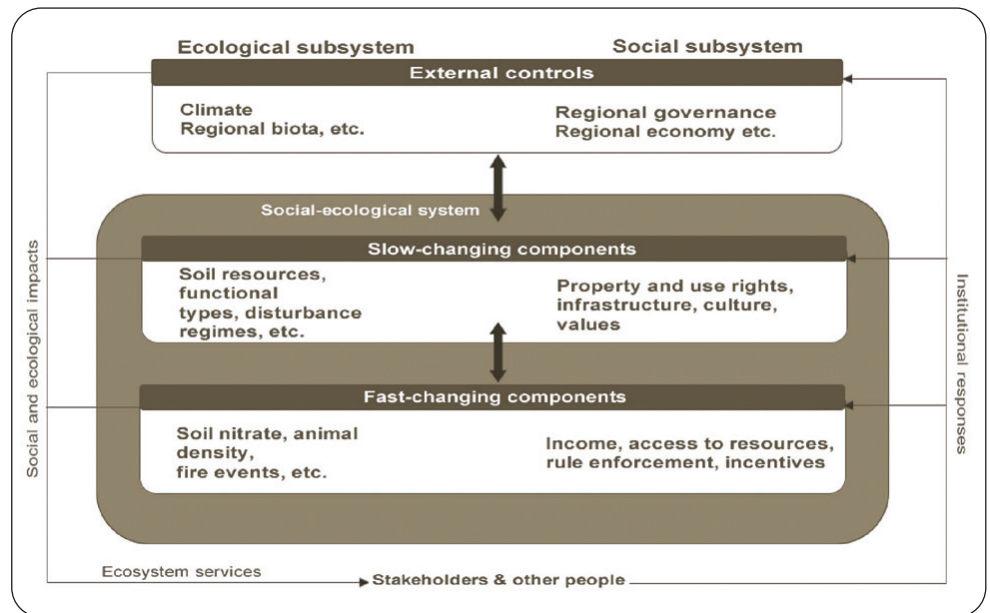 Ecological subsystem
Social subsystem
External controls
Climate
Regional biota, etc.
Regional governance
Regional economy etc.
Social-ecological system
Slow-changing components
Soil resources,
functional
types, disturbance
regimes, etc.
Property and use rights,
infrastructure, culture,
values
Fast-changing components
Soil nitrate, animal
density,
fire events, etc.
Income, access to resources,
rule enforcement, incentives
Social and ecological impacts
Institutional responses
Ecosystem services
Stakeholders & other people